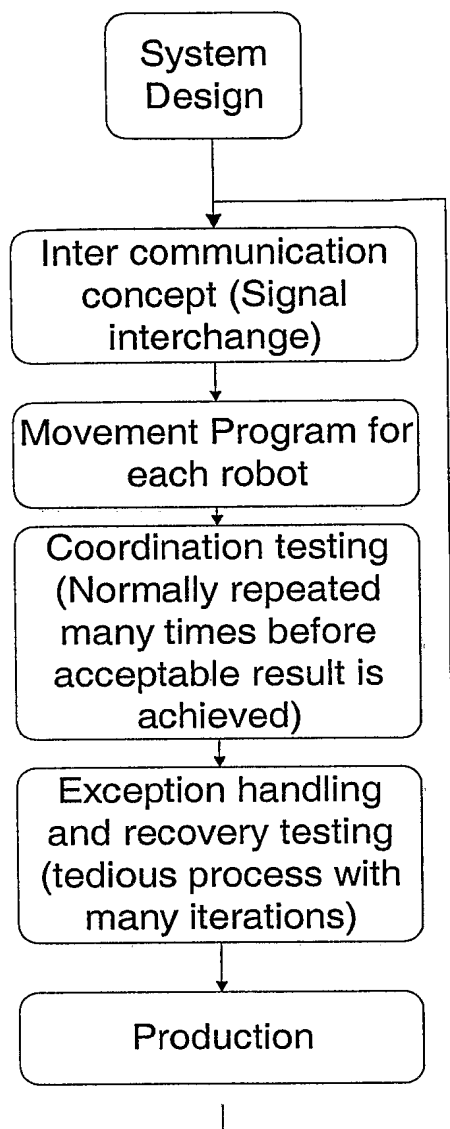 System
Design
Inter communication
concept (Signal
interchange)
Movement Program for
each robot
Coordination testing
(Normally repeated
many times before
acceptable result is
achieved)
Exception handling
and recovery testing
(tedious process with
many iterations)
Production